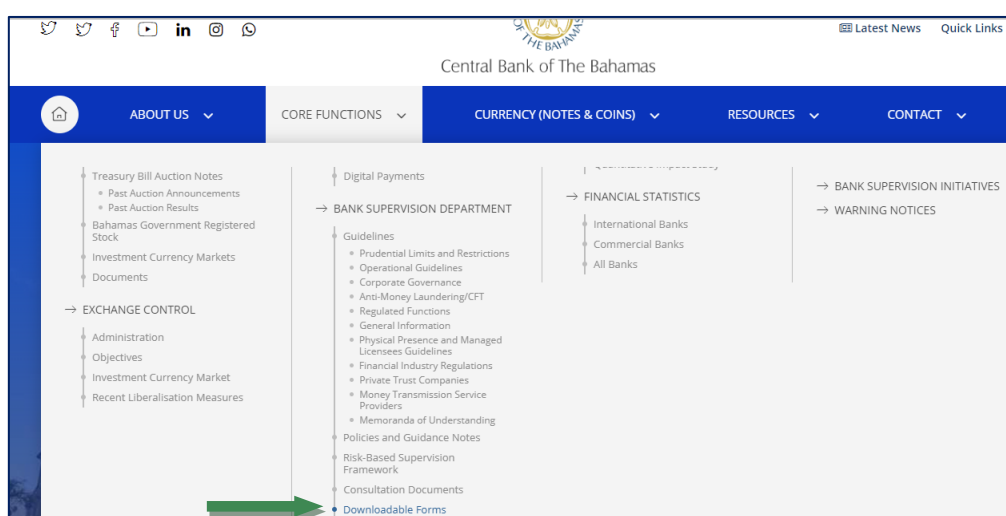 OF THE BAHAMAS
Latest News Quick Links
Central Bank of The Bahamas
ABOUT US
CORE FUNCTIONS
CURRENCY (NOTES & COINS)
RESOURCES
CONTACT
Treasury Bill Auction Notes
Past Auction Announcements
Past Auction Results
Bahamas Government Registered
Stock
Investment Currency Markets
Documents
→ EXCHANGE CONTROL
Administration
Objectives
Investment Currency Market
Recent Liberalisation Measures
Digital Payments
→ BANK SUPERVISION DEPARTMENT
Guidelines
Prudential Limits and Restrictions
Operational Guidelines
Corporate Governance
Anti-Money Laundering/CFT
Regulated Functions
General Information
Physical Presence and Managed
Licensees Guidelines
Financial Industry Regulations
Private Trust Companies
Money Transmission Service
Providers
Memoranda of Understanding
Policies and Guidance Notes
Risk-Based Supervision
Framework
Consultation Documents
Downloadable Forms
→ FINANCIAL STATISTICS
International Banks
Commercial Banks
All Banks
→ BANK SUPERVISION INITIATIVES
→ WARNING NOTICES